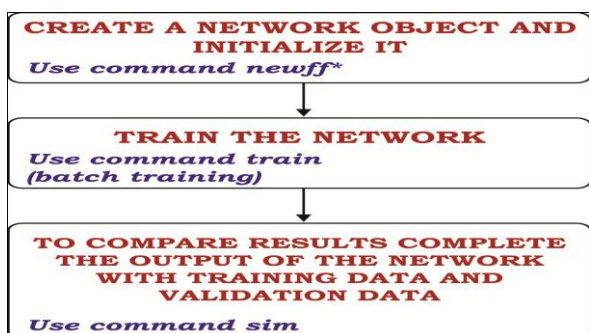 CREATE A NETWORK OBJECT AND
INITIALIZE IT
Use command newff*
TRAIN THE NETWORK
Use command train
(batch training)
TO COMPARE RESULTS COMPLETE
THE OUTPUT OF THE NETWORK
WITH TRAINING DATA AND
VALIDATION DATA
Use command sim